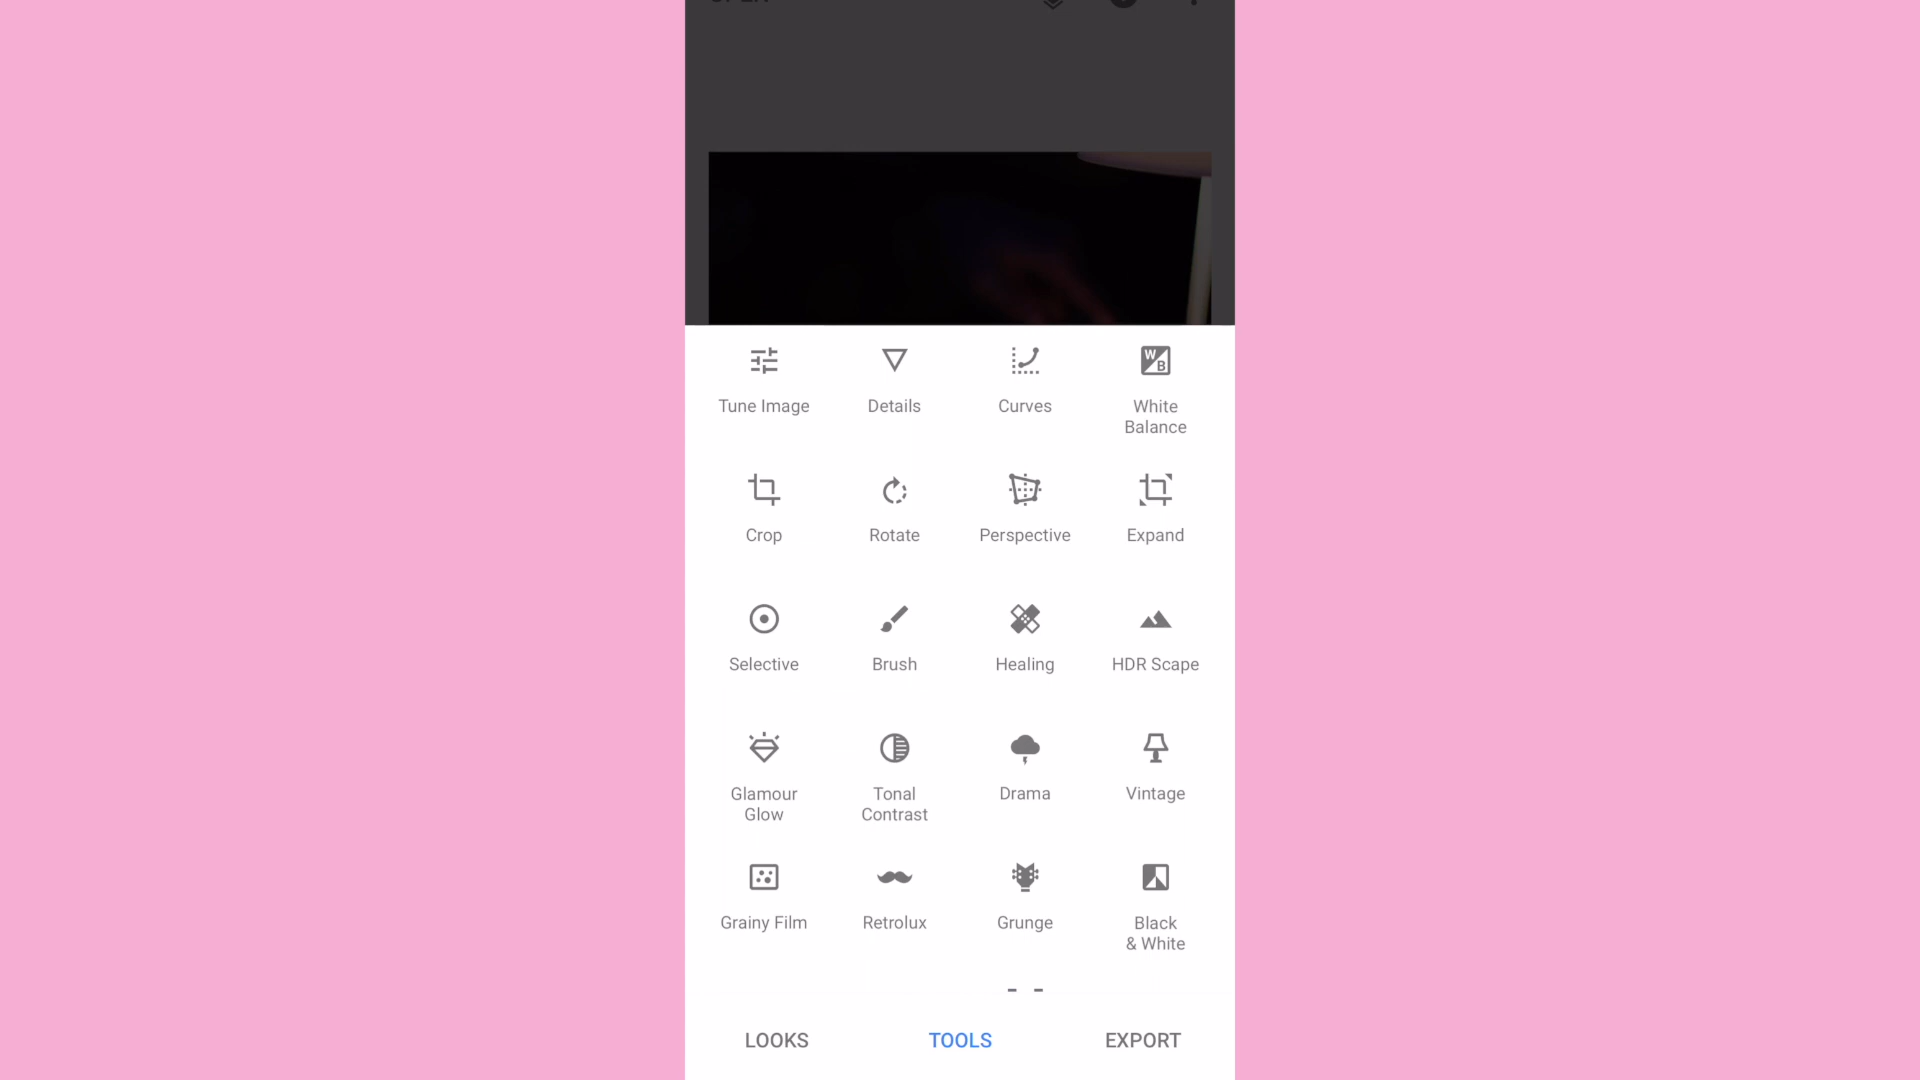 Tune Image
Details
Curves
White
Balance
Crop
Rotate
Perspective
Expand
Selective
Brush
Healing
HDR Scape
Glamour
Glow
Tonal
Contrast
Drama
Vintage
Grainy Film
Retrolux
Grunge
Black
& White
LOOKS
TOOLS
EXPORT